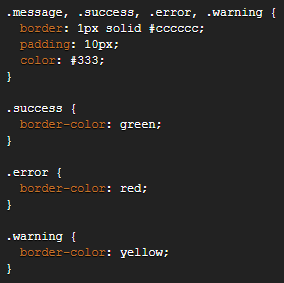 .message, .success, .error, .warning {
  border: 1px solid #cccccc;
  padding: 10px;
  color: #333;
}

.success {
  border-color: green;
}

.error {
  border-color: red;
}

.warning {
  border-color: yellow;
}